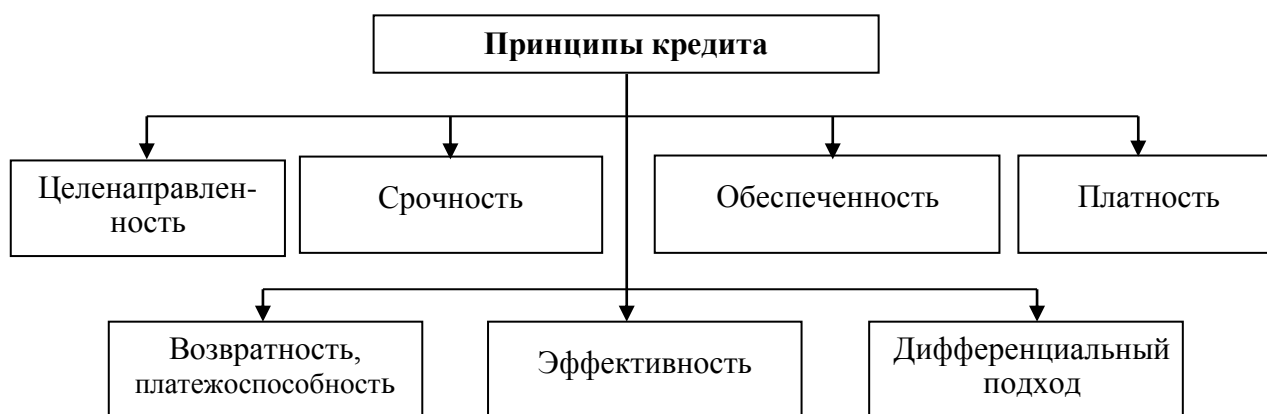 Принципы кредита
Целенаправлен-
ность
Срочность
Обеспеченность
Платность
Возвратность,
платежоспособность
Эффективность
Дифференциальный
подход